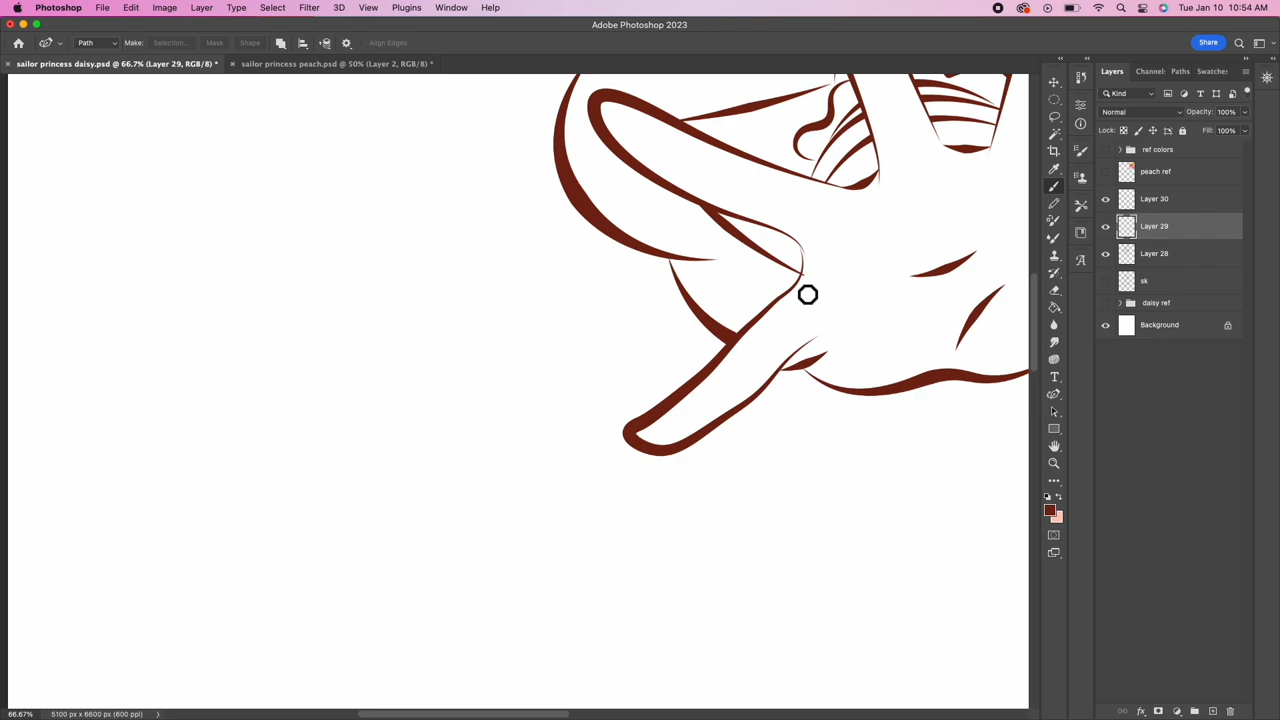 Photoshop File Edit Image Layer Type Select Filter 3D View Plugins Window Help Tue Jan 10 10:54 AM
Adobe Photoshop 2023
Path Make: Selection... Mask Shape Align Edges Share
sailor princess daisy.psd @ 66.7% (Layer 29, RGB/8) * sailor princess peach.psd @ 50% (Layer 2, RGB/8) *
Layers Channel Paths Swatches
Kind
Normal Opacity: 100%
Lock: Fill: 100%
ref colors
peach ref
Layer 30
Layer 29
Layer 28
sk
daisy ref
Background
66.67% 5100 px x 6600 px (600 ppi)